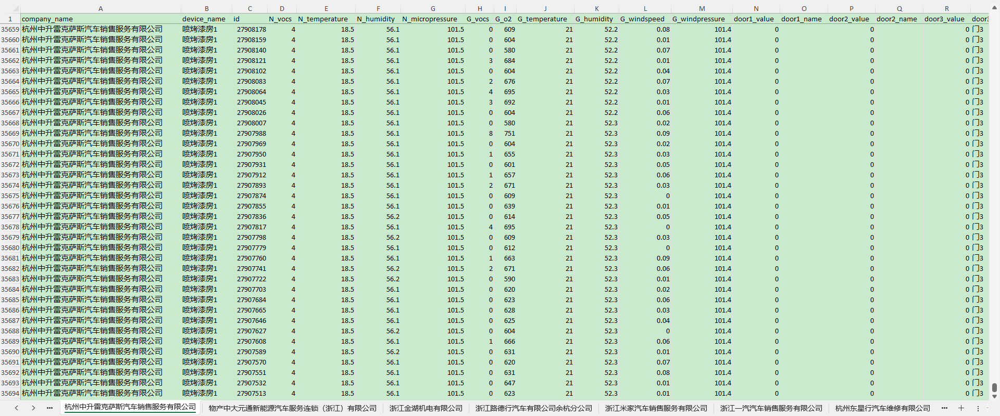 A B C D E F G H I J K L M N O P Q R
1 company_name device_name id N_vocs N_temperature N_humidity N_micropressure G_vocs G_o2 G_temperature G_humidity G_windspeed G_windpressure door1_value door1_name door2_value door2_name door3_value door3
35659 杭州中升雷克萨斯汽车销售服务有限公司 喷烤漆房1 27908178 4 18.5 56.1 101.5 0 609 21 52.2 0.08 101.4 0 0 0 门3
35660 杭州中升雷克萨斯汽车销售服务有限公司 喷烤漆房1 27908159 4 18.5 56.1 101.5 0 604 21 52.2 0.01 101.4 0 0 0 门3
35661 杭州中升雷克萨斯汽车销售服务有限公司 喷烤漆房1 27908140 4 18.5 56.1 101.5 0 580 21 52.2 0.07 101.4 0 0 0 门3
35662 杭州中升雷克萨斯汽车销售服务有限公司 喷烤漆房1 27908121 4 18.5 56.1 101.5 3 684 21 52.2 0.01 101.4 0 0 0 门3
35663 杭州中升雷克萨斯汽车销售服务有限公司 喷烤漆房1 27908102 4 18.5 56.1 101.5 0 604 21 52.2 0.04 101.4 0 0 0 门3
35664 杭州中升雷克萨斯汽车销售服务有限公司 喷烤漆房1 27908083 4 18.5 56.1 101.5 2 676 21 52.2 0.07 101.4 0 0 0 门3
35665 杭州中升雷克萨斯汽车销售服务有限公司 喷烤漆房1 27908064 4 18.5 56.1 101.5 4 695 21 52.2 0.03 101.4 0 0 0 门3
35666 杭州中升雷克萨斯汽车销售服务有限公司 喷烤漆房1 27908045 4 18.5 56.1 101.5 3 692 21 52.2 0.01 101.4 0 0 0 门3
35667 杭州中升雷克萨斯汽车销售服务有限公司 喷烤漆房1 27908026 4 18.5 56.1 101.5 0 604 21 52.2 0.06 101.4 0 0 0 门3
35668 杭州中升雷克萨斯汽车销售服务有限公司 喷烤漆房1 27908007 4 18.5 56.1 101.5 0 580 21 52.3 0.02 101.4 0 0 0 门3
35669 杭州中升雷克萨斯汽车销售服务有限公司 喷烤漆房1 27907988 4 18.5 56.1 101.5 8 751 21 52.3 0.09 101.4 0 0 0 门3
35670 杭州中升雷克萨斯汽车销售服务有限公司 喷烤漆房1 27907969 4 18.5 56.1 101.5 0 604 21 52.3 0.02 101.4 0 0 0 门3
35671 杭州中升雷克萨斯汽车销售服务有限公司 喷烤漆房1 27907950 4 18.5 56.1 101.5 1 655 21 52.3 0.03 101.4 0 0 0 门3
35672 杭州中升雷克萨斯汽车销售服务有限公司 喷烤漆房1 27907931 4 18.5 56.1 101.5 0 601 21 52.3 0.05 101.4 0 0 0 门3
35673 杭州中升雷克萨斯汽车销售服务有限公司 喷烤漆房1 27907912 4 18.5 56.1 101.5 1 657 21 52.3 0.06 101.4 0 0 0 门3
35674 杭州中升雷克萨斯汽车销售服务有限公司 喷烤漆房1 27907893 4 18.5 56.1 101.5 2 671 21 52.3 0.03 101.4 0 0 0 门3
35675 杭州中升雷克萨斯汽车销售服务有限公司 喷烤漆房1 27907874 4 18.5 56.1 101.5 0 609 21 52.3 0 101.4 0 0 0 门3
35676 杭州中升雷克萨斯汽车销售服务有限公司 喷烤漆房1 27907855 4 18.5 56.1 101.5 0 639 21 52.3 0.01 101.4 0 0 0 门3
35677 杭州中升雷克萨斯汽车销售服务有限公司 喷烤漆房1 27907836 4 18.5 56.2 101.5 0 614 21 52.3 0.05 101.4 0 0 0 门3
35678 杭州中升雷克萨斯汽车销售服务有限公司 喷烤漆房1 27907817 4 18.5 56.1 101.5 4 695 21 52.3 0 101.4 0 0 0 门3
35679 杭州中升雷克萨斯汽车销售服务有限公司 喷烤漆房1 27907798 4 18.5 56.2 101.5 0 609 21 52.3 0.03 101.4 0 0 0 门3
35680 杭州中升雷克萨斯汽车销售服务有限公司 喷烤漆房1 27907779 4 18.5 56.1 101.5 0 612 21 52.3 0 101.4 0 0 0 门3
35681 杭州中升雷克萨斯汽车销售服务有限公司 喷烤漆房1 27907760 4 18.5 56.1 101.5 1 663 21 52.3 0.09 101.4 0 0 0 门3
35682 杭州中升雷克萨斯汽车销售服务有限公司 喷烤漆房1 27907741 4 18.5 56.2 101.5 2 671 21 52.3 0.06 101.4 0 0 0 门3
35683 杭州中升雷克萨斯汽车销售服务有限公司 喷烤漆房1 27907722 4 18.5 56.2 101.5 0 590 21 52.3 0.01 101.4 0 0 0 门3
35684 杭州中升雷克萨斯汽车销售服务有限公司 喷烤漆房1 27907703 4 18.5 56.1 101.5 0 620 21 52.3 0.02 101.4 0 0 0 门3
35685 杭州中升雷克萨斯汽车销售服务有限公司 喷烤漆房1 27907684 4 18.5 56.1 101.5 0 623 21 52.3 0.06 101.4 0 0 0 门3
35686 杭州中升雷克萨斯汽车销售服务有限公司 喷烤漆房1 27907665 4 18.5 56.1 101.5 0 628 21 52.3 0.03 101.4 0 0 0 门3
35687 杭州中升雷克萨斯汽车销售服务有限公司 喷烤漆房1 27907646 4 18.5 56.1 101.5 0 625 21 52.3 0.04 101.4 0 0 0 门3
35688 杭州中升雷克萨斯汽车销售服务有限公司 喷烤漆房1 27907627 4 18.5 56.2 101.5 0 604 21 52.3 0 101.4 0 0 0 门3
35689 杭州中升雷克萨斯汽车销售服务有限公司 喷烤漆房1 27907608 4 18.5 56.1 101.5 1 666 21 52.3 0.06 101.4 0 0 0 门3
35690 杭州中升雷克萨斯汽车销售服务有限公司 喷烤漆房1 27907589 4 18.5 56.2 101.5 0 631 21 52.3 0.01 101.4 0 0 0 门3
35691 杭州中升雷克萨斯汽车销售服务有限公司 喷烤漆房1 27907570 4 18.5 56.1 101.5 0 620 21 52.3 0.07 101.4 0 0 0 门3
35692 杭州中升雷克萨斯汽车销售服务有限公司 喷烤漆房1 27907551 4 18.5 56.1 101.5 0 631 21 52.3 0.08 101.4 0 0 0 门3
35693 杭州中升雷克萨斯汽车销售服务有限公司 喷烤漆房1 27907532 4 18.5 56.1 101.5 0 647 21 52.3 0.01 101.4 0 0 0 门3
35694 杭州中升雷克萨斯汽车销售服务有限公司 喷烤漆房1 27907513 4 18.5 56.1 101.5 0 623 21 52.3 0.01 101.4 0 0 0 门3
杭州中升雷克萨斯汽车销售服务有限公司 物产中大元通新能源汽车服务连锁（浙江）有限公司 浙江金湖机电有限公司 浙江路德行汽车有限公司余杭分公司 浙江米家汽车销售服务有限公司 浙江一汽汽车销售服务有限公司 杭州东星行汽车维修有限公司